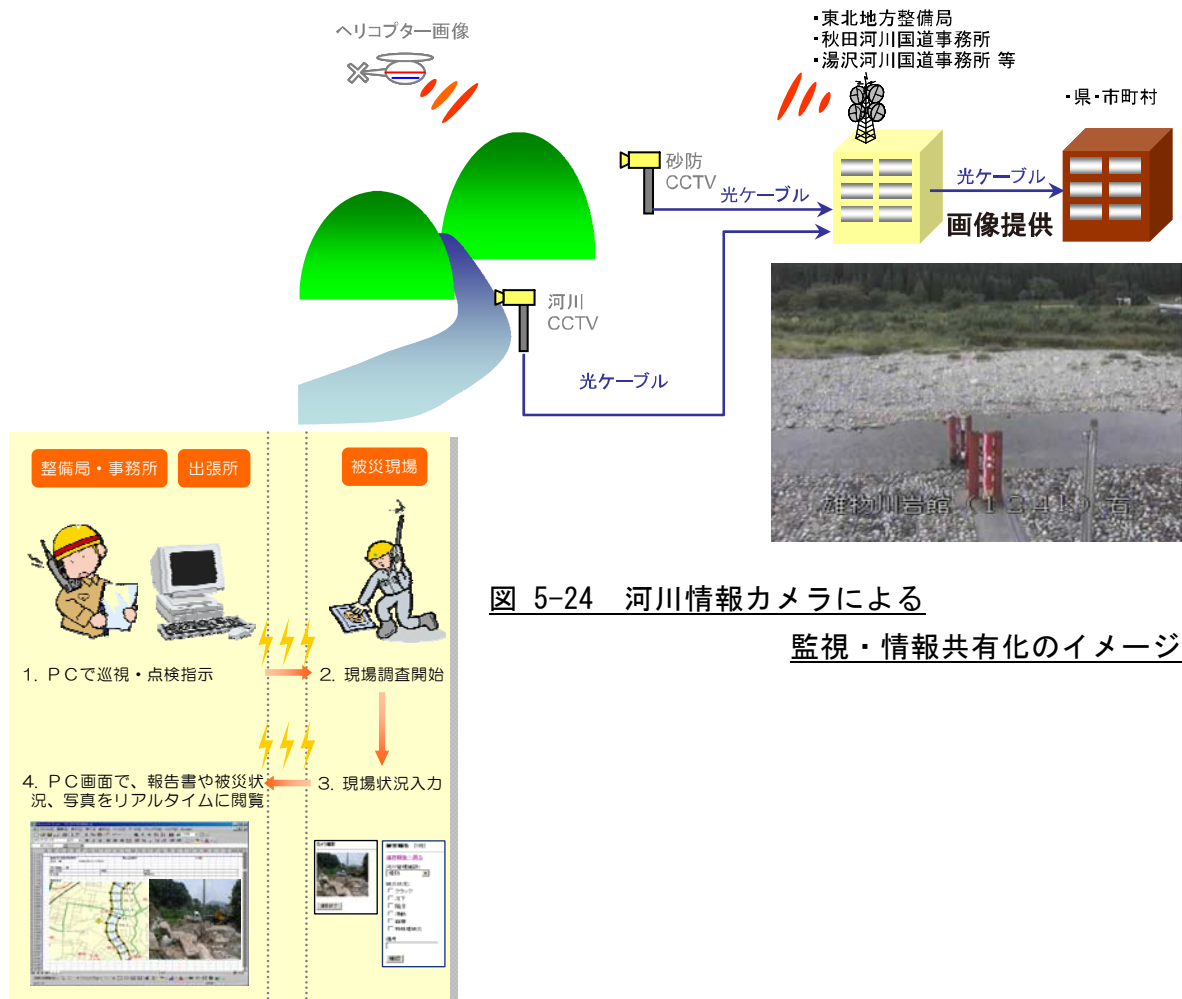 ヘリコプター画像
・東北地方整備局
・秋田河川国道事務所
・湯沢河川国道事務所 等
・県・市町村
砂防
CCTV
光ケーブル
光ケーブル
画像提供
河川
CCTV
光ケーブル
雄物川岩館(134k)右
図 5-24 河川情報カメラによる
監視・情報共有化のイメージ
整備局・事務所
出張所
被災現場
1. PCで巡視・点検指示
2. 現場調査開始
3. 現場状況入力
4. PC画面で、報告書や被災状
況、写真をリアルタイムに閲覧